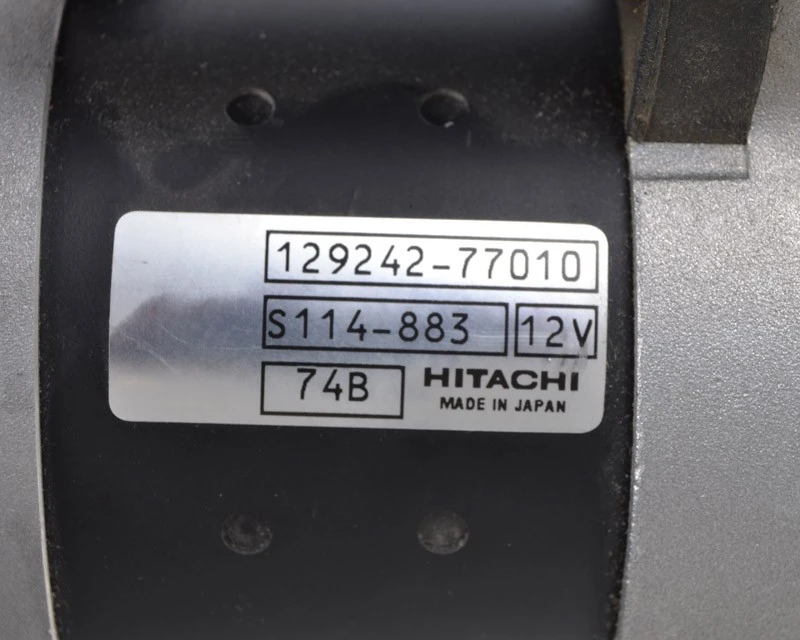 129242-77010
S114-883 12V
74B HITACHI
MADE IN JAPAN